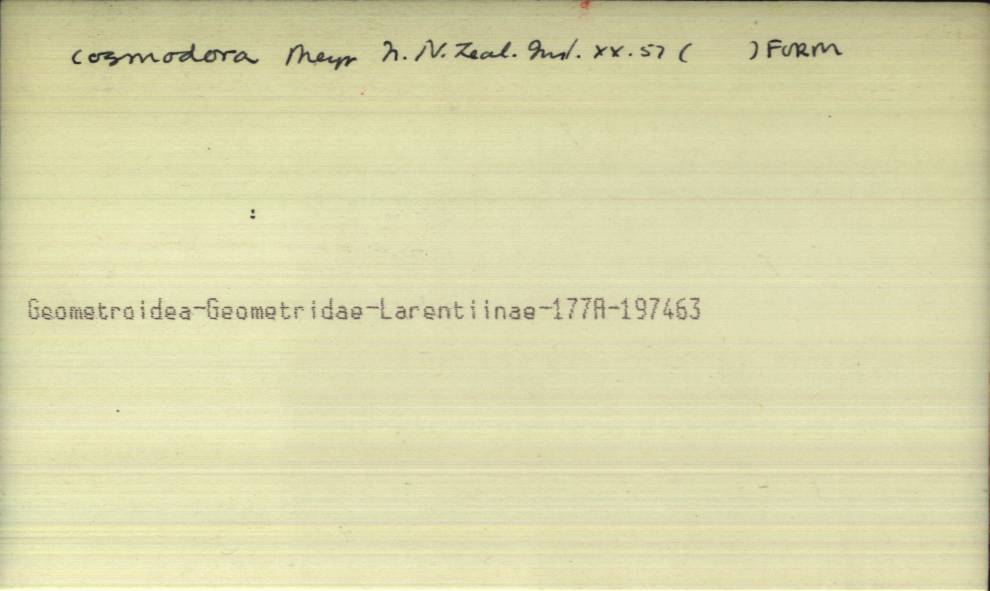 cosmodora Meyr N. N. Zeal. Inst. xx. 57 ( ) FORM
:
Geometroidea-Geometridae-Larentiinae-177A-197463